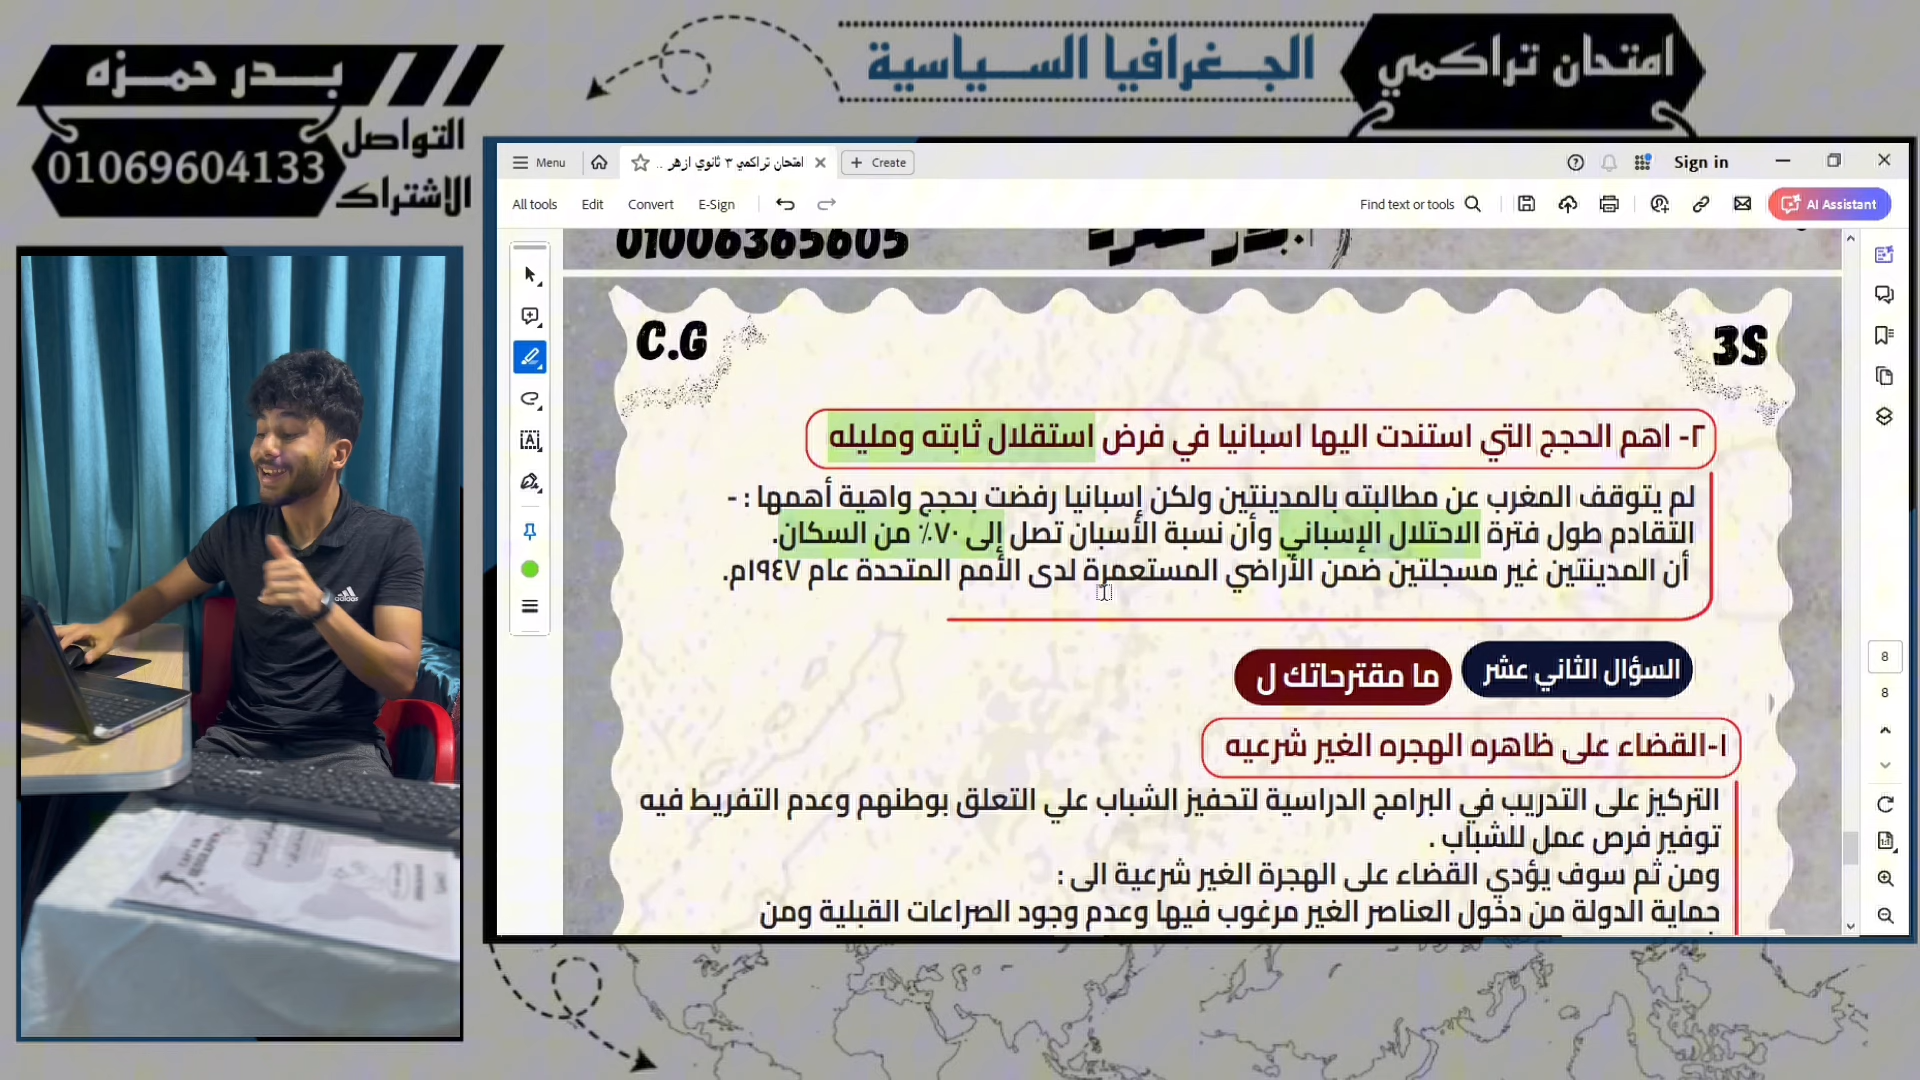 امتحان تراكمي
الجغرافيا السياسية
بدر حمزه
التواصل
01069604133
الإشتراك
Menu
امتحان تراكمي ٣ ثانوي ازهر ..
Create
Sign in
All tools
Edit
Convert
E-Sign
Find text or tools
AI Assistant
01006365605
C.G
3S
٢- اهم الحجج التي استندت اليها اسبانيا في فرض استقلال ثابته ومليله
لم يتوقف المغرب عن مطالبته بالمدينتين ولكن إسبانيا رفضت بحجج واهية أهمها : -
التقادم طول فترة الاحتلال الإسباني وأن نسبة الأسبان تصل إلى ٧٠٪ من السكان.
أن المدينتين غير مسجلتين ضمن الأراضي المستعمرة لدى الأمم المتحدة عام ١٩٤٧م.
السؤال الثاني عشر
ما مقترحاتك ل
١-القضاء على ظاهره الهجره الغير شرعيه
التركيز على التدريب في البرامج الدراسية لتحفيز الشباب علي التعلق بوطنهم وعدم التفريط فيه
توفير فرص عمل للشباب .
ومن ثم سوف يؤدي القضاء على الهجرة الغير شرعية الى :
حماية الدولة من دخول العناصر الغير مرغوب فيها وعدم وجود الصراعات القبلية ومن
8
8